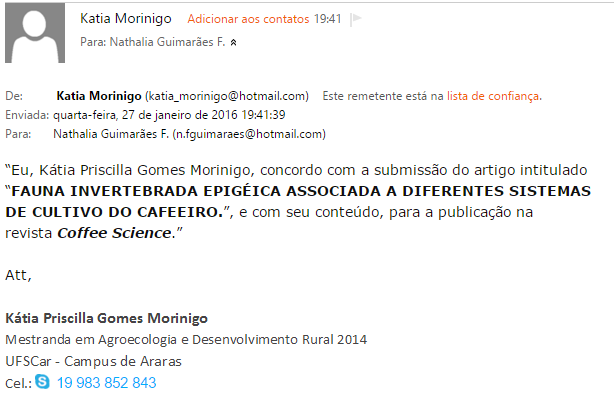 Katia Morinigo Adicionar aos contatos 19:41
Para: Nathalia Guimarães F.
De: Katia Morinigo (katia_morinigo@hotmail.com) Este remetente está na lista de confiança.
Enviada: quarta-feira, 27 de janeiro de 2016 19:41:39
Para: Nathalia Guimarães F. (n.fguimaraes@hotmail.com)
“Eu, Kátia Priscilla Gomes Morinigo, concordo com a submissão do artigo intitulado
“FAUNA INVERTEBRADA EPIGÉICA ASSOCIADA A DIFERENTES SISTEMAS
DE CULTIVO DO CAFEEIRO.”, e com seu conteúdo, para a publicação na
revista Coffee Science.”
Att,
Kátia Priscilla Gomes Morinigo
Mestranda em Agroecologia e Desenvolvimento Rural 2014
UFSCar - Campus de Araras
Cel.: 19 983 852 843